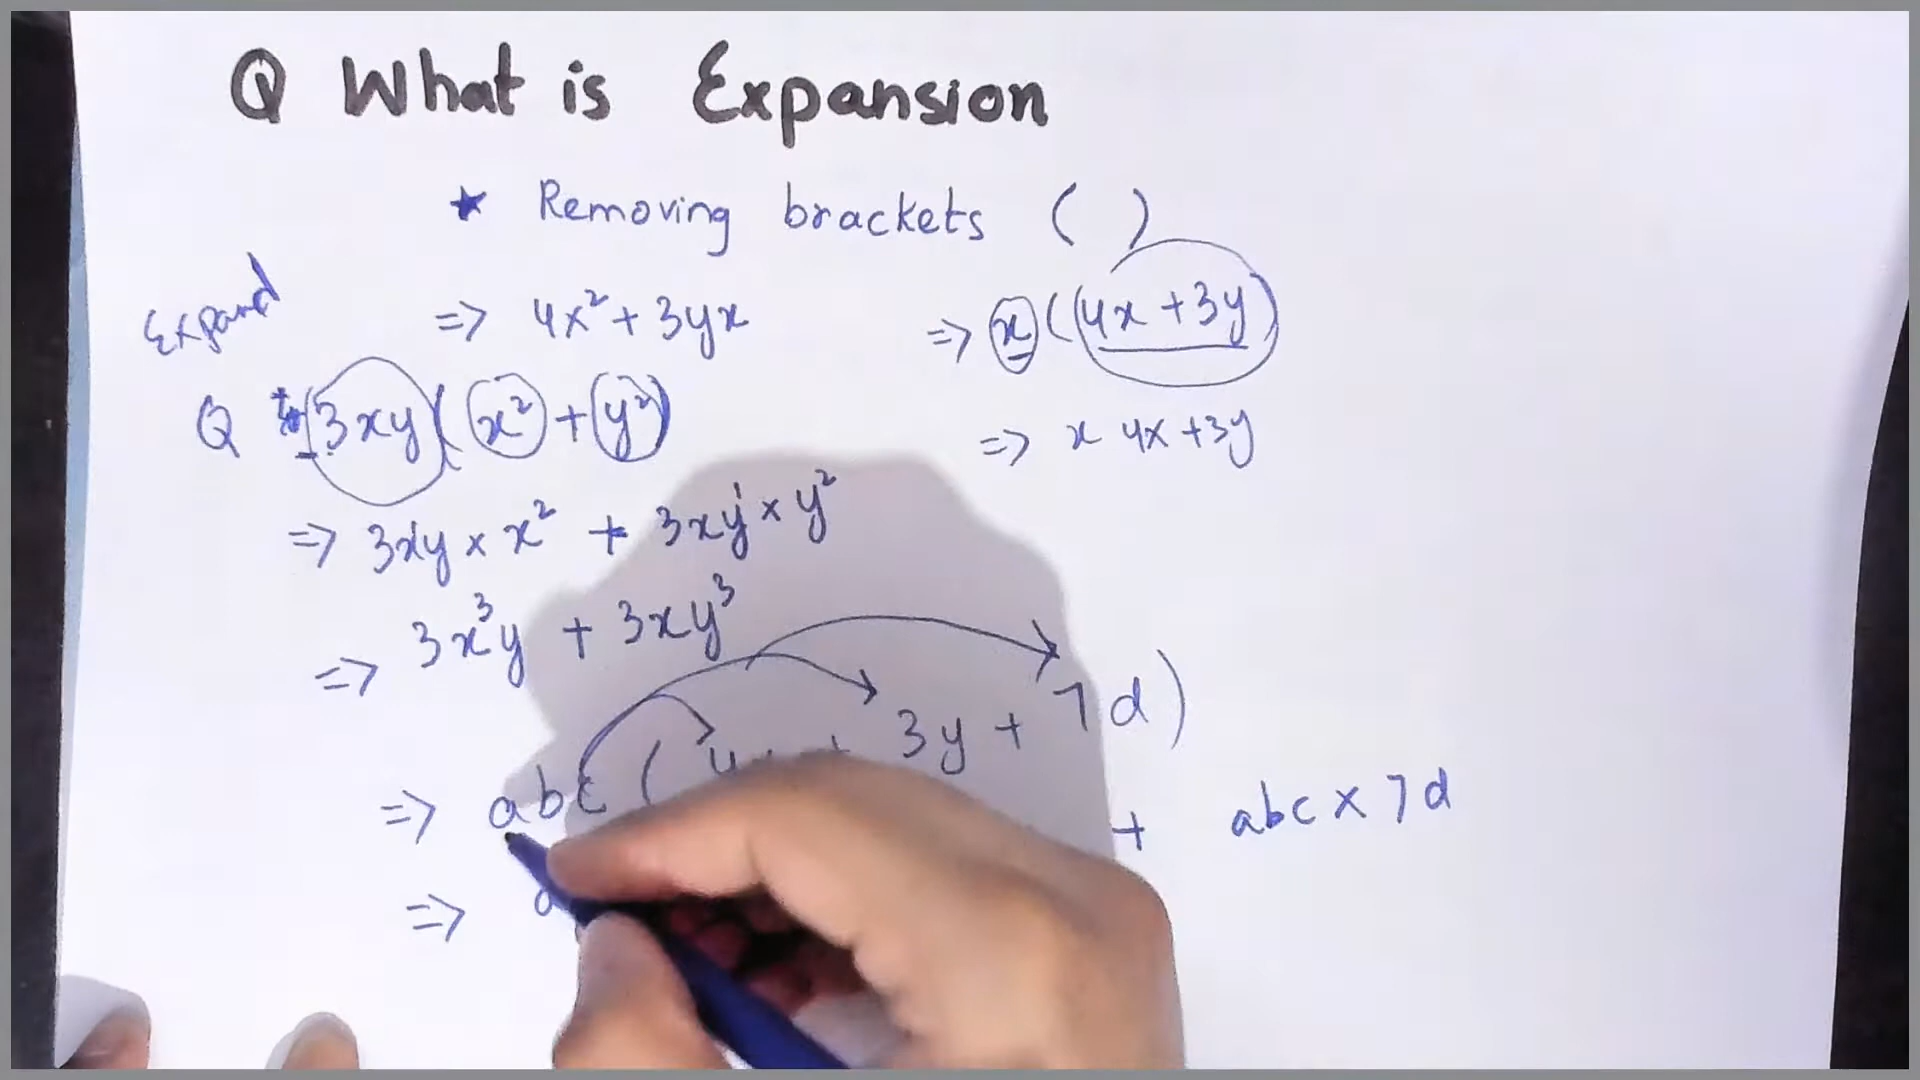 Q What is Expansion
★ Removing brackets ( )
Expand
=> 4x² + 3yx
=> x (4x + 3y)
Q 3xy (x² + y²)
=> x 4x + 3y
=> 3xy × x² + 3xy × y²
=> 3x³y + 3xy³
=> abc ( 3y + 7d)
+ abc × 7d
=>